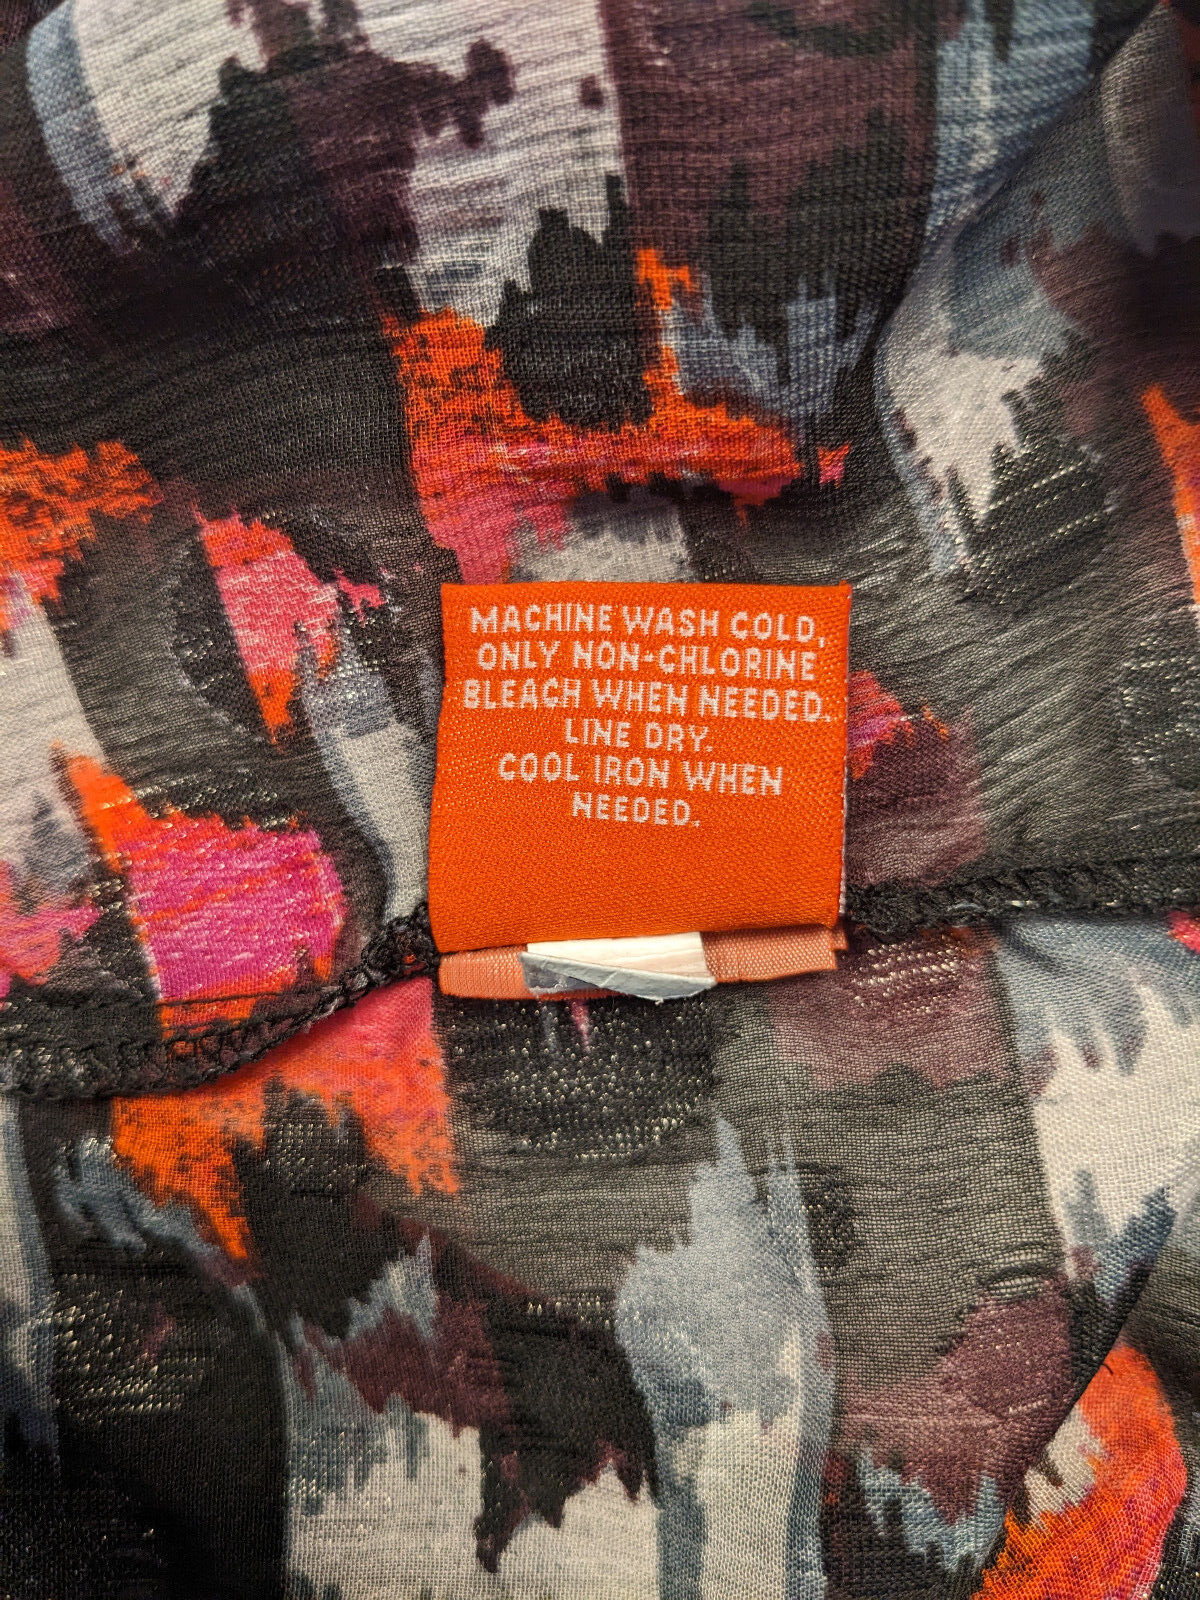 MACHINE WASH COLD,
ONLY NON-CHLORINE
BLEACH WHEN NEEDED.
LINE DRY.
COOL IRON WHEN
NEEDED.